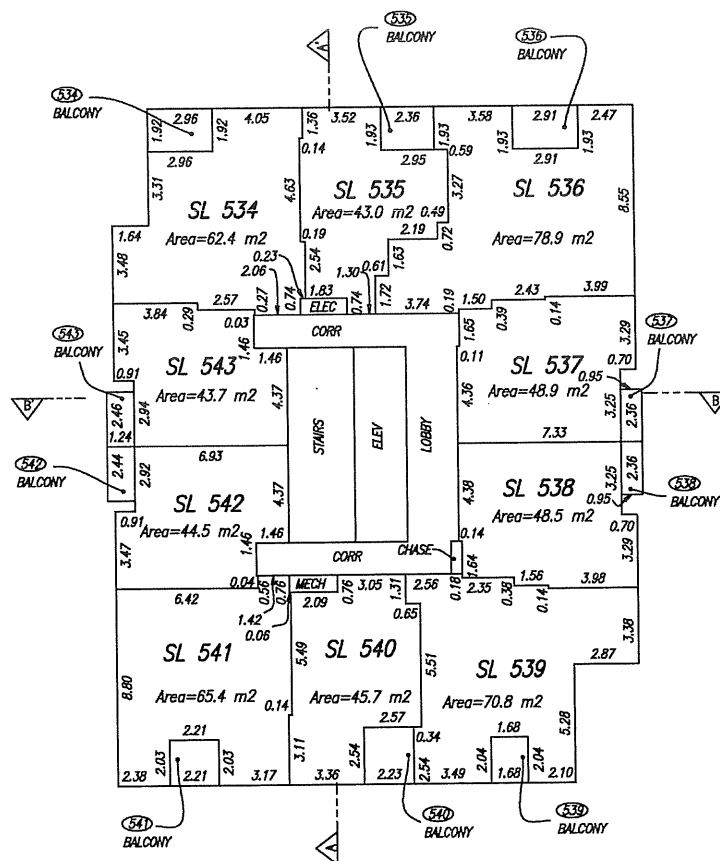 535
BALCONY
A'
536
BALCONY
534
BALCONY
2.96 4.05 1.36 3.52 2.36 3.58 2.91 2.47
1.92 1.92 1.93 1.93 1.93
0.14 2.95 0.59 2.91
2.96
3.31 4.63 3.27 8.55
SL 534 SL 535 SL 536
Area=62.4 m2 Area=43.0 m2 0.49 Area=78.9 m2
1.64 0.19 2.19 0.72
3.48 2.54 1.63
0.23 0.61
2.06 1.30
0.27 0.74 1.83 0.74 1.72 3.74 0.19 1.50 2.43 3.99
3.84 2.57 ELEC
0.29 0.03 CORR 0.39 0.14
543
BALCONY
3.45 1.46 1.46 1.65 0.11 3.29
537
BALCONY
SL 543 SL 537
Area=43.7 m2 Area=48.9 m2
0.91 4.37 4.36 0.95 0.70
B' B
2.46 2.94 3.25 2.36
1.24 STAIRS ELEV LOBBY 7.33
542
BALCONY
2.44 2.92 6.93 3.25 2.36
SL 542 SL 538
Area=44.5 m2 Area=48.5 m2
4.37 4.38
0.91 0.95 0.70
538
BALCONY
3.47 1.46 1.46 0.14 3.29
CORR CHASE 1.64
0.04 MECH
6.42 0.56 0.76 2.09 0.76 3.05 1.31 2.56 0.18 2.35 0.38 1.56 0.14 3.98
1.42 0.65
0.06
3.38
SL 541 5.49 SL 540 5.51 SL 539 2.87
8.80 Area=65.4 m2 Area=45.7 m2 Area=70.8 m2
0.14 5.28
2.21 2.57 0.34 1.68
2.03 2.03 3.11 2.54 2.54 2.04 2.04
2.38 2.21 3.17 3.36 2.23 3.49 1.68 2.10
541
BALCONY
A
540
BALCONY
539
BALCONY